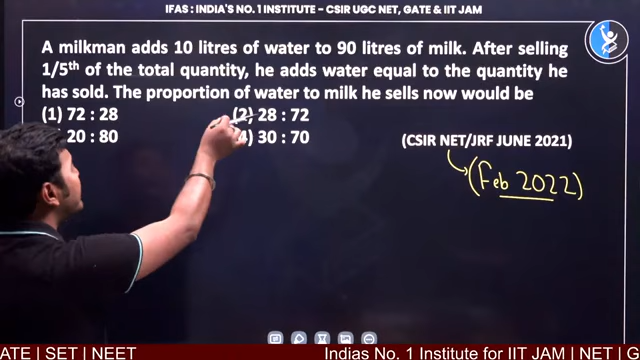 IFAS : INDIA'S NO. 1 INSTITUTE - CSIR UGC NET, GATE & IIT JAM
A milkman adds 10 litres of water to 90 litres of milk. After selling
1/5th of the total quantity, he adds water equal to the quantity he
has sold. The proportion of water to milk he sells now would be
(1) 72 : 28 (2) 28 : 72
20 : 80 4) 30 : 70
(CSIR NET/JRF JUNE 2021)
(Feb 2022)
ATE | SET | NEET Indias No. 1 Institute for IIT JAM | NET | G